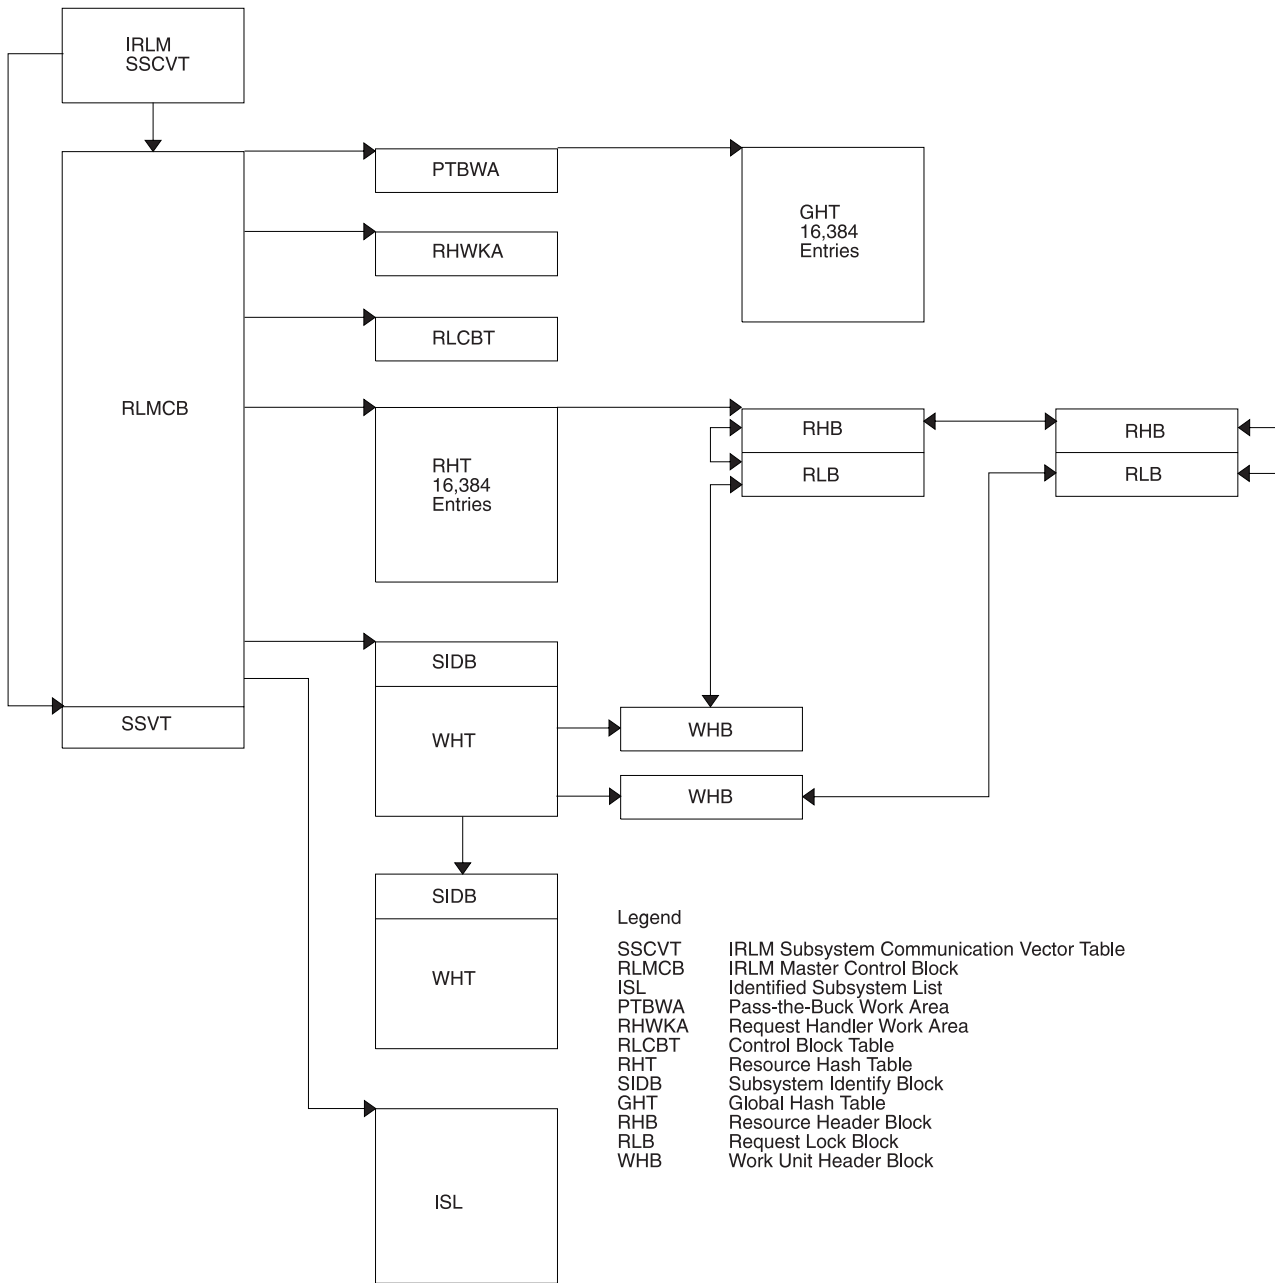 IRLM
SSCVT
PTBWA
GHT
16,384
Entries
RHWKA
RLCBT
RLMCB
RHB
RHB
RHT
16,384
Entries
RLB
RLB
SIDB
SSVT
WHT
WHB
WHB
SIDB
WHT
ISL
Legend
SSCVT IRLM Subsystem Communication Vector Table
RLMCB IRLM Master Control Block
ISL Identified Subsystem List
PTBWA Pass-the-Buck Work Area
RHWKA Request Handler Work Area
RLCBT Control Block Table
RHT Resource Hash Table
SIDB Subsystem Identify Block
GHT Global Hash Table
RHB Resource Header Block
RLB Request Lock Block
WHB Work Unit Header Block